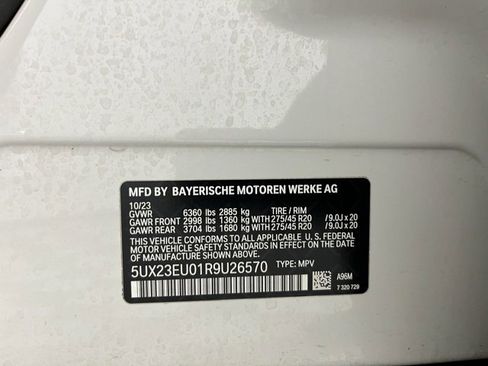 MFD BY BAYERISCHE MOTOREN WERKE AG
10/23
GVWR 6360 lbs 2885 kg TIRE / RIM
GAWR FRONT 2998 lbs 1360 kg WITH 275/45 R20 /9.0J x 20
GAWR REAR 3704 lbs 1680 kg WITH 275/45 R20 /9.0J x 20
THIS VEHICLE CONFORMS TO ALL APPLICABLE
U.S. FEDERAL MOTOR
VEHICLE SAFETY STANDARDS IN EFFECT ON THE DATE
OF MANUFACTURE SHOWN ABOVE.
5UX23EU01R9U26570 TYPE: MPV
A96M
7 320 729